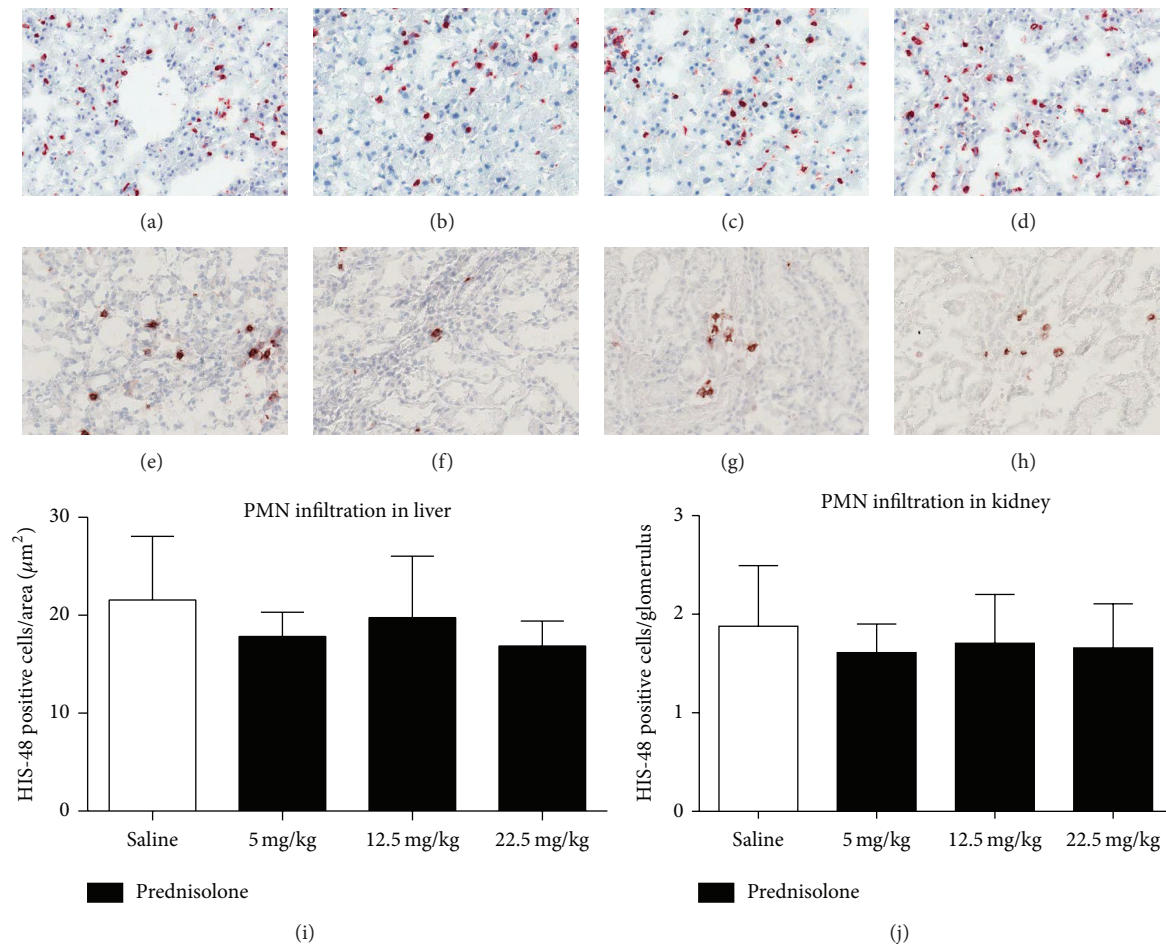 (a)
(b)
(c)
(d)
(e)
(f)
(g)
(h)
PMN infiltration in liver
HIS-48 positive cells/area (μm²)
30
20
10
0
Saline
5 mg/kg
12.5 mg/kg
22.5 mg/kg
Prednisolone
(i)
PMN infiltration in kidney
HIS-48 positive cells/glomerulus
3
2
1
0
Saline
5 mg/kg
12.5 mg/kg
22.5 mg/kg
Prednisolone
(j)